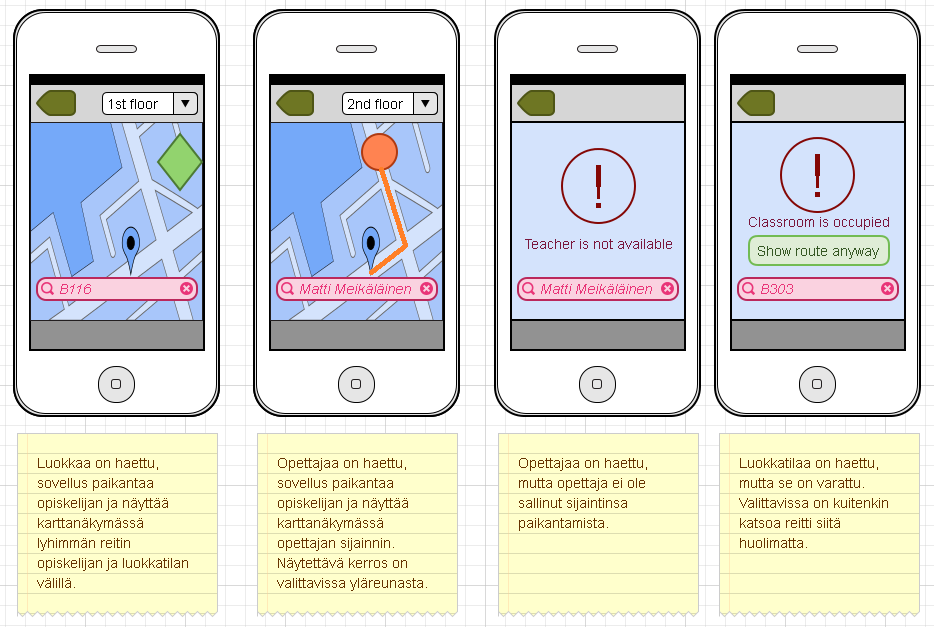 1st floor
B116
Luokkaa on haettu,
sovellus paikantaa
opiskelijan ja näyttää
karttanäkymässä
lyhimmän reitin
opiskelijan ja luokkatilan
välillä.
2nd floor
Matti Meikäläinen
Opettajaa on haettu,
sovellus paikantaa
opiskelijan ja näyttää
karttanäkymässä
opettajan sijainnin.
Näytettävä kerros on
valittavissa yläreunasta.
!
Teacher is not available
Matti Meikäläinen
Opettajaa on haettu,
mutta opettaja ei ole
sallinut sijaintinsa
paikantamista.
!
Classroom is occupied
Show route anyway
B303
Luokkatilaa on haettu,
mutta se on varattu.
Valittavissa on kuitenkin
katsoa reitti siitä
huolimatta.